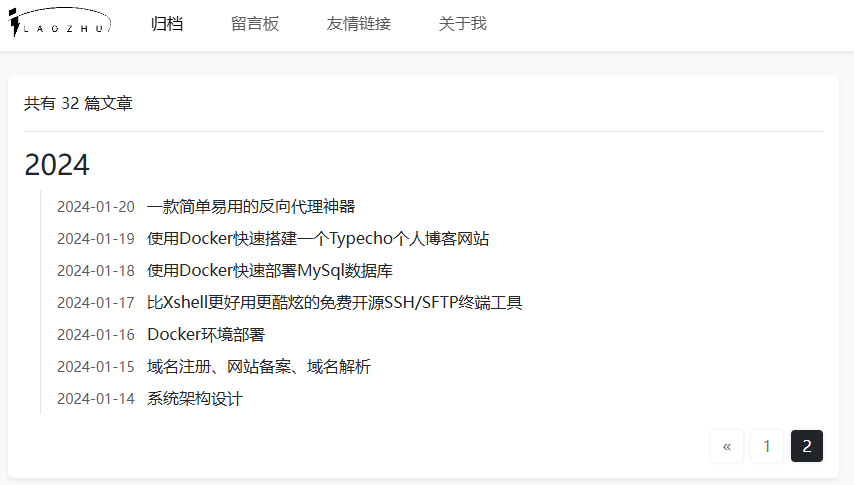 LAOZHU 归档 留言板 友情链接 关于我
共有 32 篇文章
2024
2024-01-20 一款简单易用的反向代理神器
2024-01-19 使用Docker快速搭建一个Typecho个人博客网站
2024-01-18 使用Docker快速部署MySql数据库
2024-01-17 比Xshell更好用更酷炫的免费开源SSH/SFTP终端工具
2024-01-16 Docker环境部署
2024-01-15 域名注册、网站备案、域名解析
2024-01-14 系统架构设计
« 1 2